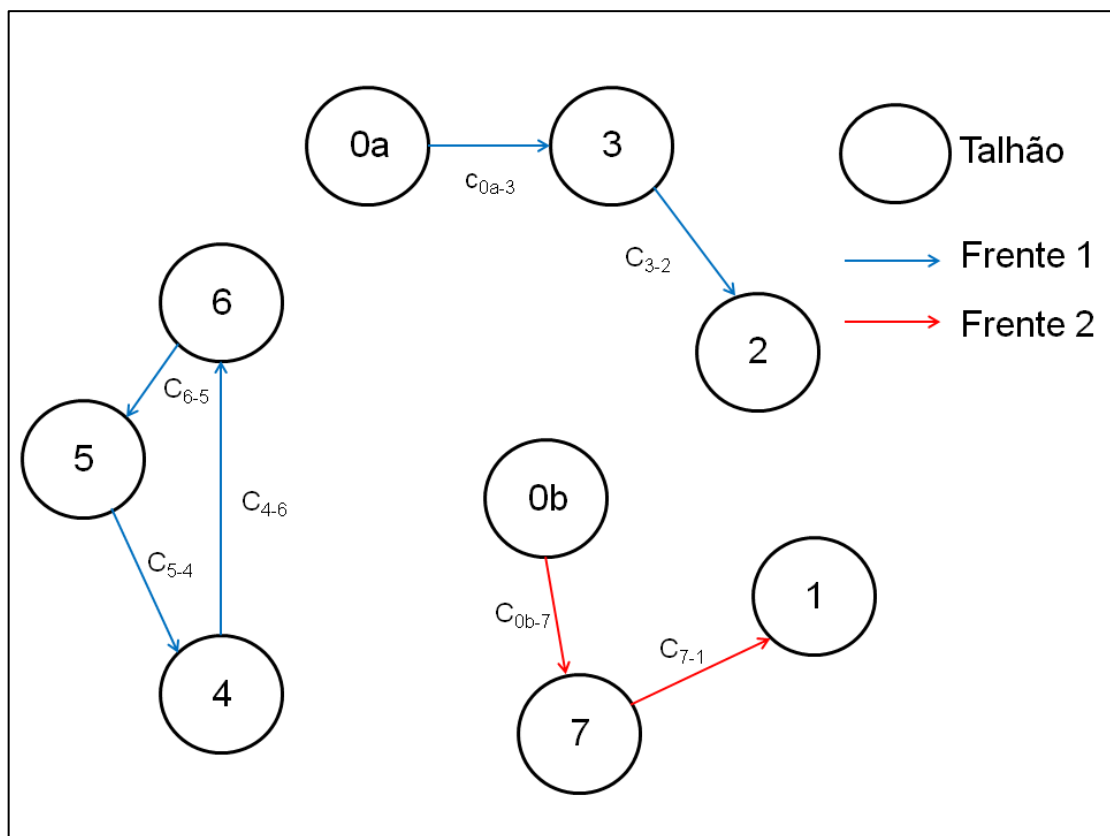 0a
3
Talhão
c0a-3
6
C3-2
Frente 1
Frente 2
2
C6-5
5
0b
C4-6
C5-4
1
C0b-7
C7-1
4
7